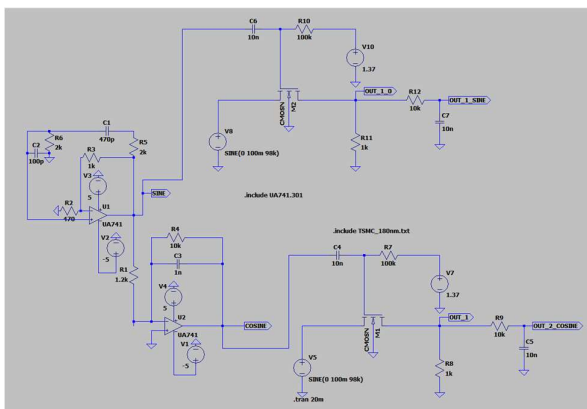 C6
10n
R10
100k
V10
1.37
OUT_1_0
R12
10k
OUT_1_SINE
CMOSN
M2
C7
10n
V8
SINE(0 100m 98k)
R11
1k
C1
470p
R6
2k
C2
100p
R5
2k
R3
1k
V3
5
SINE
R2
470
U1
UA741
V2
-5
.include UA741.301
R1
1.2k
R4
10k
C3
1n
V4
5
U2
UA741
V1
-5
COSINE
.include TSMC_180nm.txt
C4
10n
R7
100k
V7
1.37
OUT_1
R9
10k
OUT_2_COSINE
CMOSN
M1
C5
10n
V5
SINE(0 100m 98k)
R8
1k
.tran 20m